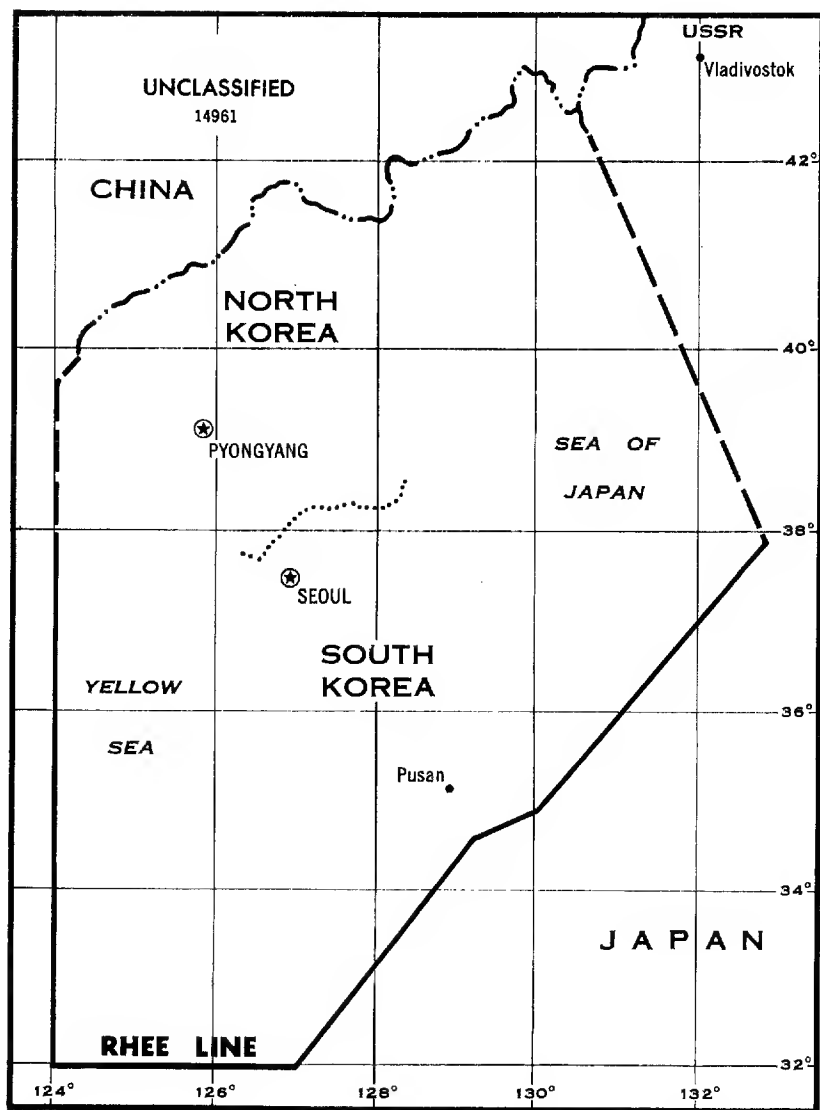 USSR
Vladivostok
UNCLASSIFIED
14961
42°
CHINA
NORTH
KOREA
40°
PYONGYANG
SEA OF
JAPAN
38°
SEOUL
SOUTH
KOREA
YELLOW
SEA
36°
Pusan
34°
JAPAN
RHEE LINE
32°
124°
126°
128°
130°
132°